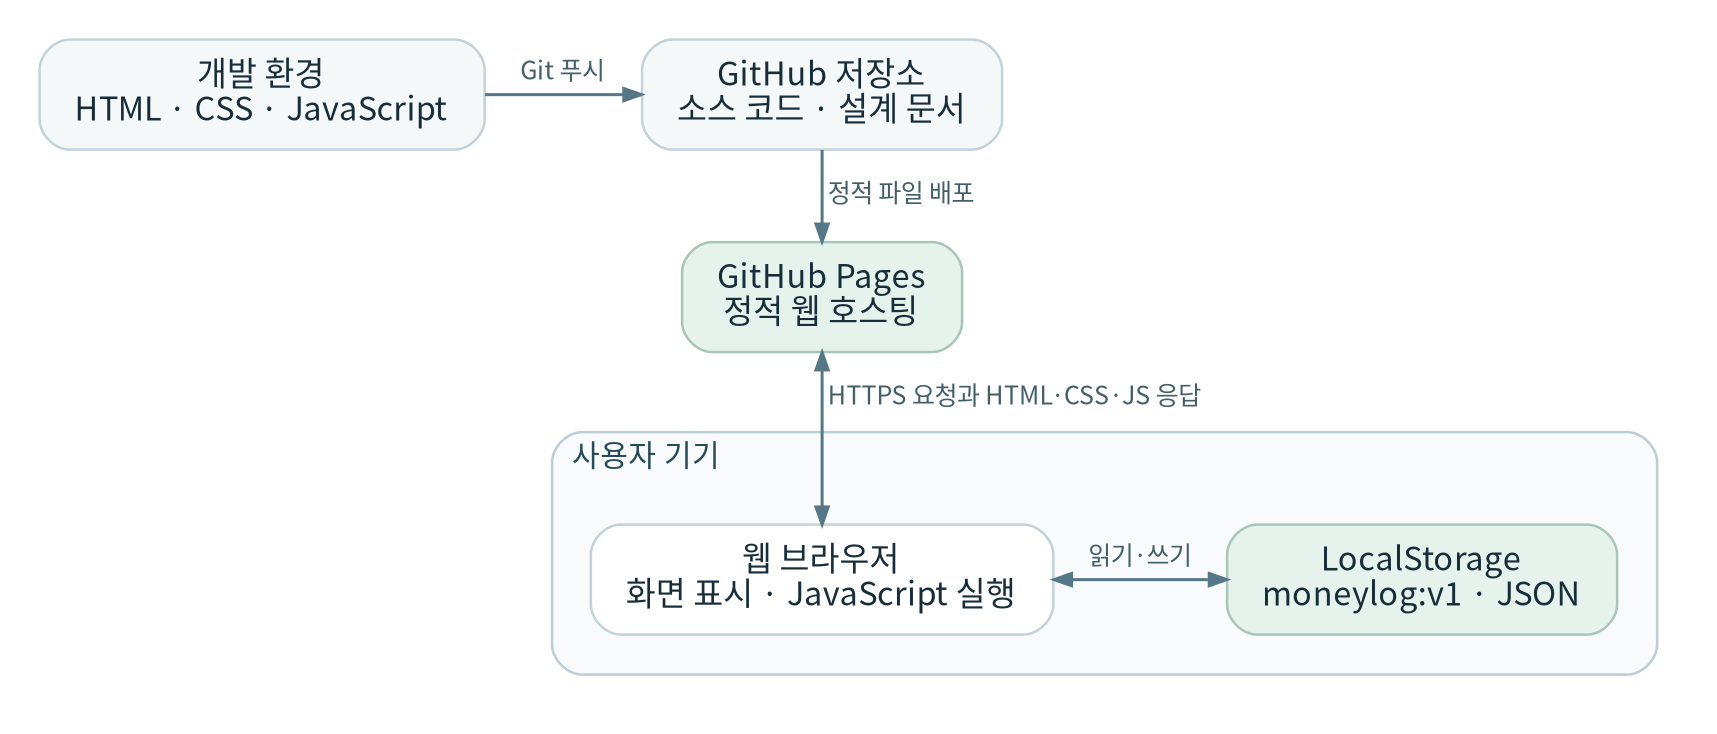 개발 환경
HTML · CSS · JavaScript
Git 푸시
GitHub 저장소
소스 코드 · 설계 문서
정적 파일 배포
GitHub Pages
정적 웹 호스팅
HTTPS 요청과 HTML·CSS·JS 응답
사용자 기기
웹 브라우저
화면 표시 · JavaScript 실행
읽기·쓰기
LocalStorage
moneylog:v1 · JSON